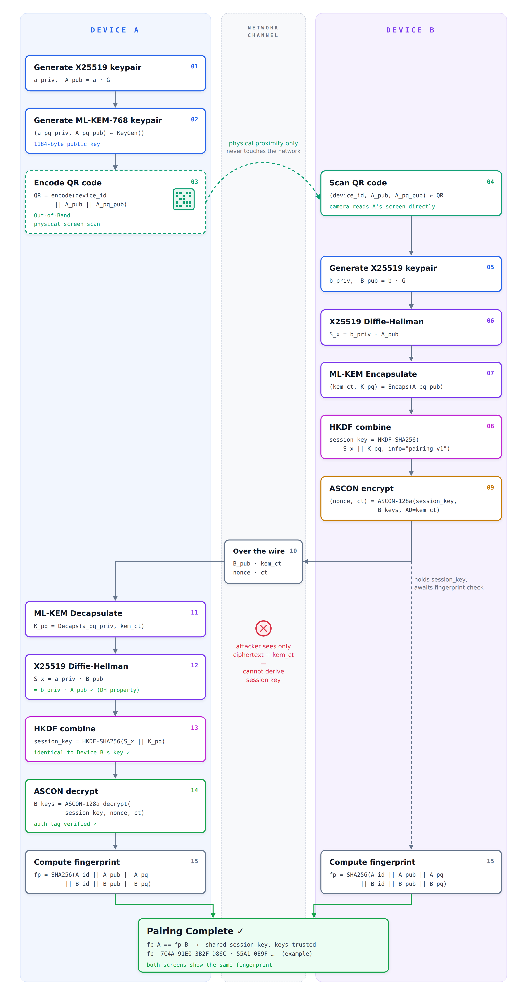 DEVICE A
NETWORK
CHANNEL
DEVICE B
Generate X25519 keypair 01
a_priv,  A_pub = a · G
Generate ML-KEM-768 keypair 02
(a_pq_priv, A_pq_pub) ← KeyGen()
1184-byte public key
physical proximity only
never touches the network
Encode QR code 03
QR = encode(device_id
|| A_pub || A_pq_pub)
Out-of-Band
physical screen scan
Scan QR code 04
(device_id, A_pub, A_pq_pub) ← QR
camera reads A's screen directly
Generate X25519 keypair 05
b_priv,  B_pub = b · G
X25519 Diffie-Hellman 06
S_x = b_priv · A_pub
ML-KEM Encapsulate 07
(kem_ct, K_pq) = Encaps(A_pq_pub)
HKDF combine 08
session_key = HKDF-SHA256(
S_x || K_pq, info="pairing-v1")
ASCON encrypt 09
(nonce, ct) = ASCON-128a(session_key,
B_keys, AD=kem_ct)
Over the wire 10
B_pub · kem_ct
nonce · ct
holds session_key,
awaits fingerprint check
ML-KEM Decapsulate 11
K_pq = Decaps(a_pq_priv, kem_ct)
attacker sees only
ciphertext + kem_ct
—
cannot derive
session key
X25519 Diffie-Hellman 12
S_x = a_priv · B_pub
= b_priv · A_pub ✓ (DH property)
HKDF combine 13
session_key = HKDF-SHA256(S_x || K_pq)
identical to Device B's key ✓
ASCON decrypt 14
B_keys = ASCON-128a_decrypt(
session_key, nonce, ct)
auth tag verified ✓
Compute fingerprint 15
fp = SHA256(A_id || A_pub || A_pq
|| B_id || B_pub || B_pq)
Compute fingerprint 15
fp = SHA256(A_id || A_pub || A_pq
|| B_id || B_pub || B_pq)
Pairing Complete ✓
fp_A == fp_B  →  shared session_key, keys trusted
fp  7C4A 91E0 3B2F D86C · 55A1 0E9F …  (example)
both screens show the same fingerprint